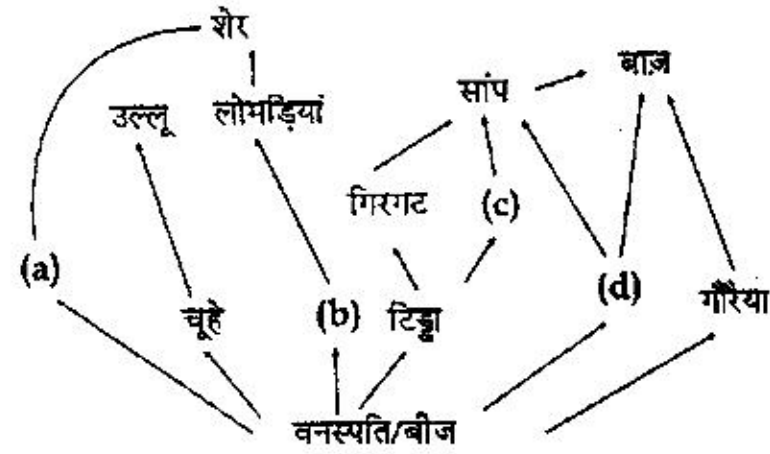 शेर
बाज़
सांप
उल्लू लोमड़ियां
गिरगट (c)
(a) (d) गौरैया
चूहे (b) टिड्डा
वनस्पति/बीज